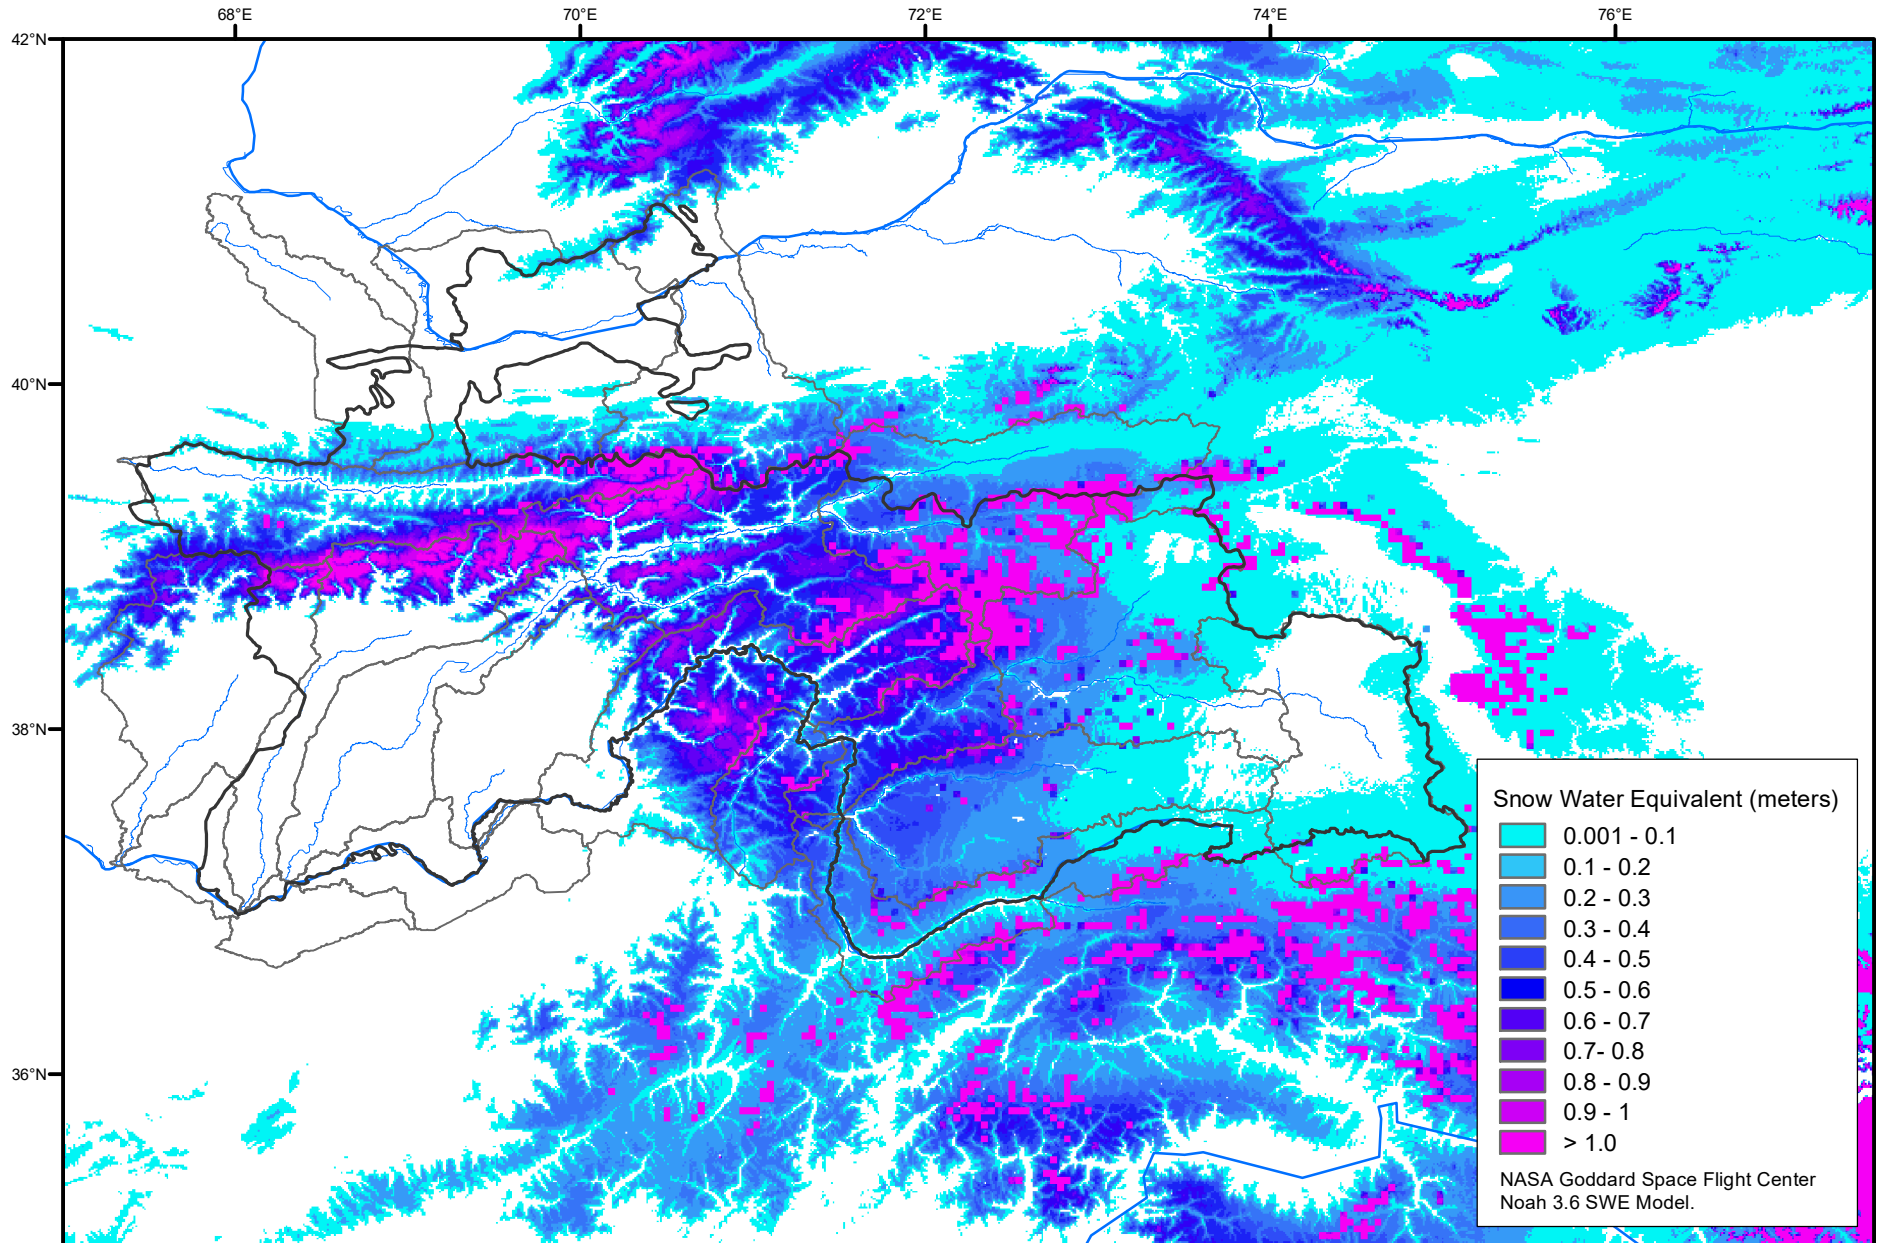 68°E 70°E 72°E 74°E 76°E
42°N
40°N
38°N
36°N
Snow Water Equivalent (meters)
0.001 - 0.1
0.1 - 0.2
0.2 - 0.3
0.3 - 0.4
0.4 - 0.5
0.5 - 0.6
0.6 - 0.7
0.7- 0.8
0.8 - 0.9
0.9 - 1
> 1.0
NASA Goddard Space Flight Center
Noah 3.6 SWE Model.